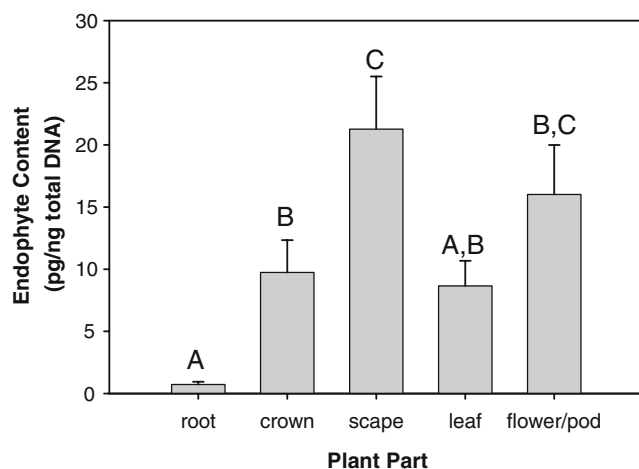 Endophyte Content
(pg/ng total DNA)
30
25
20
15
10
5
0
A
B
C
A,B
B,C
root crown scape leaf flower/pod
Plant Part